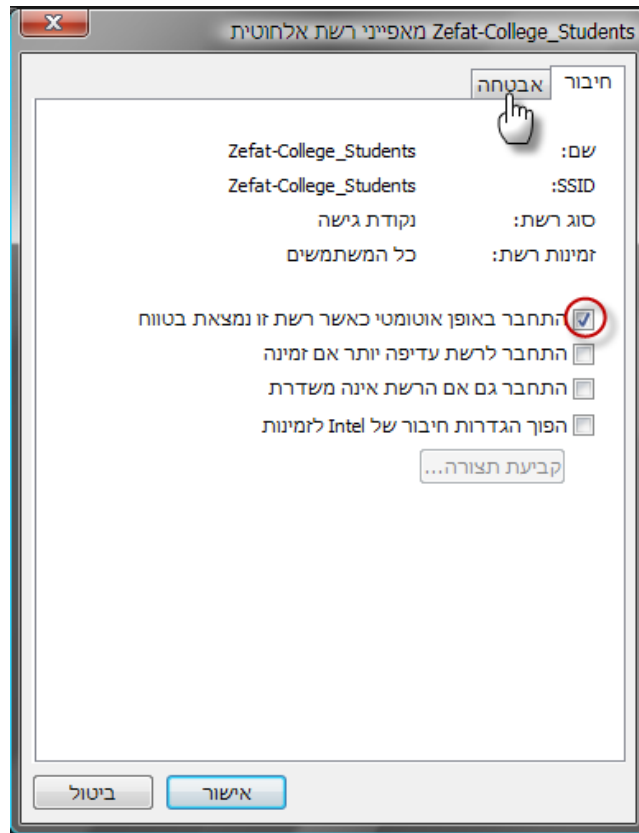 Zefat-College_Students מאפייני רשת אלחוטית
חיבור אבטחה
שם: Zefat-College_Students
SSID: Zefat-College_Students
סוג רשת: נקודת גישה
זמינות רשת: כל המשתמשים
התחבר באופן אוטומטי כאשר רשת זו נמצאת בטווח
התחבר לרשת עדיפה יותר אם זמינה
התחבר גם אם הרשת אינה משדרת
הפוך הגדרות חיבור של Intel לזמינות
קביעת תצורה...
אישור ביטול